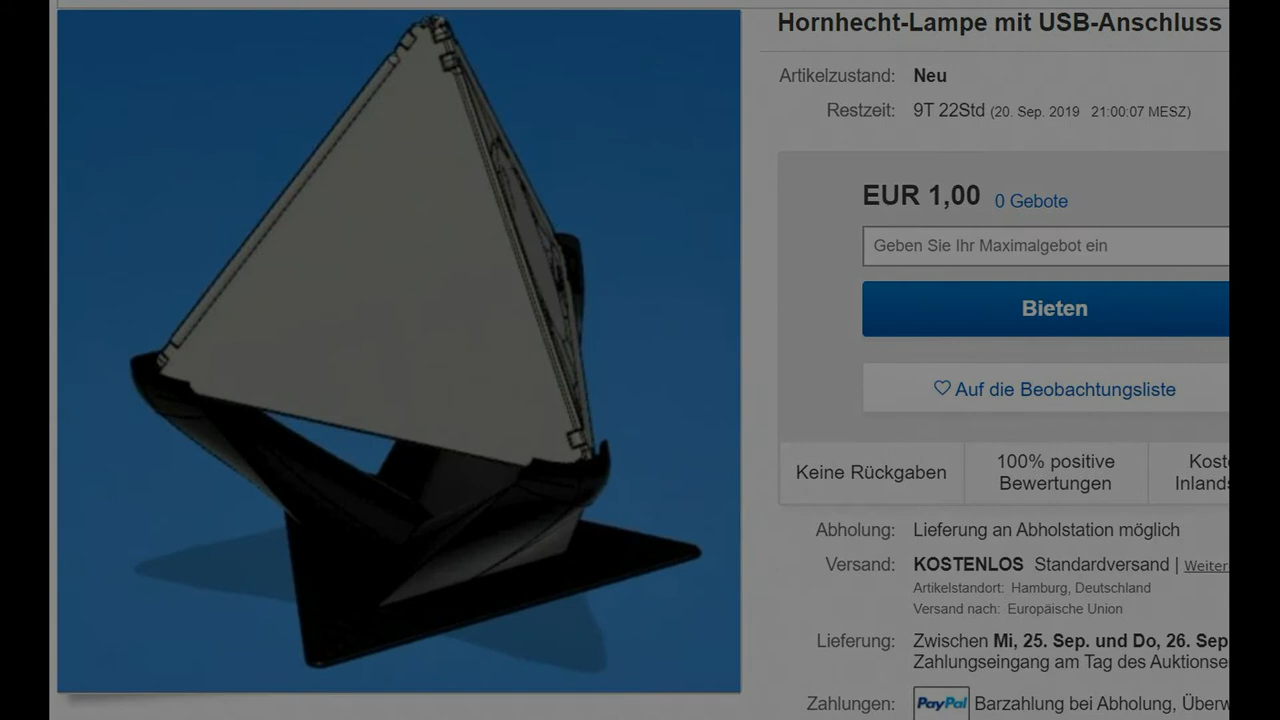 Hornhecht-Lampe mit USB-Anschluss
Artikelzustand: Neu
Restzeit: 9T 22Std (20. Sep. 2019 21:00:07 MESZ)
EUR 1,00 0 Gebote
Geben Sie Ihr Maximalgebot ein
Bieten
Auf die Beobachtungsliste
Keine Rückgaben
100% positive
Bewertungen
Abholung: Lieferung an Abholstation möglich
Versand: KOSTENLOS Standardversand |
Artikelstandort: Hamburg, Deutschland
Versand nach: Europäische Union
Lieferung: Zwischen Mi, 25. Sep. und Do, 26. Sep
Zahlungseingang am Tag des
Zahlungen: PayPal Barzahlung bei Abholung,